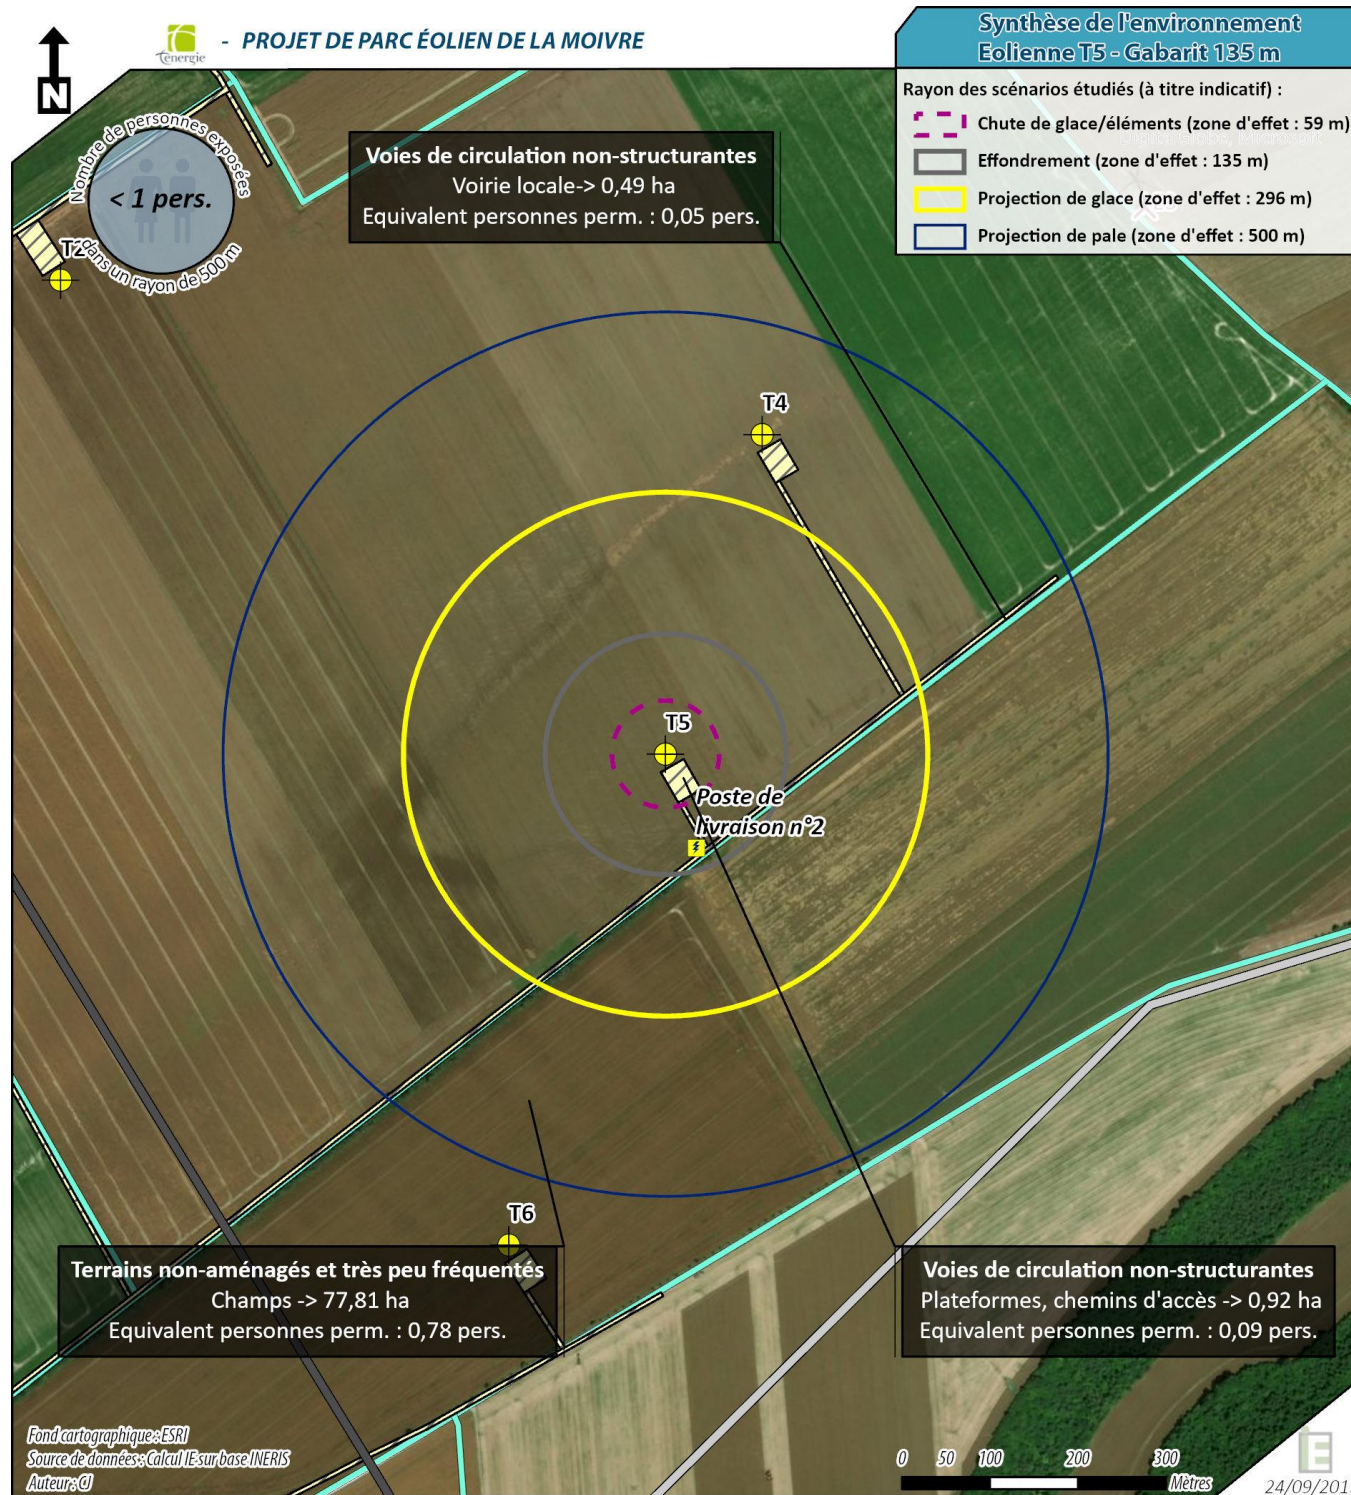 N
ténergie
- PROJET DE PARC ÉOLIEN DE LA MOIVRE
Synthèse de l'environnement
Eolienne T5 - Gabarit 135 m
Rayon des scénarios étudiés (à titre indicatif) :
Chute de glace/éléments (zone d'effet : 59 m)
Effondrement (zone d'effet : 135 m)
Projection de glace (zone d'effet : 296 m)
Projection de pale (zone d'effet : 500 m)
Nombre de personnes exposées
< 1 pers.
dans un rayon de 500 m
Voies de circulation non-structurantes
Voirie locale-> 0,49 ha
Equivalent personnes perm. : 0,05 pers.
T2
T4
T5
Poste de
livraison n°2
T6
Terrains non-aménagés et très peu fréquentés
Champs -> 77,81 ha
Equivalent personnes perm. : 0,78 pers.
Voies de circulation non-structurantes
Plateformes, chemins d'accès -> 0,92 ha
Equivalent personnes perm. : 0,09 pers.
Fond cartographique : ESRI
Source de données : Calcul IE sur base INERIS
Auteur : GJ
0 50 100 200 300
Mètres
E
24/09/201